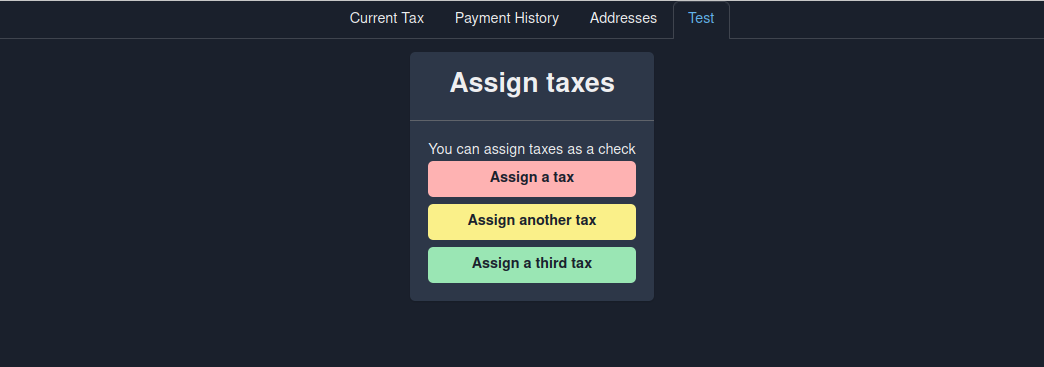 Current Tax Payment History Addresses Test
Assign taxes
You can assign taxes as a check
Assign a tax
Assign another tax
Assign a third tax